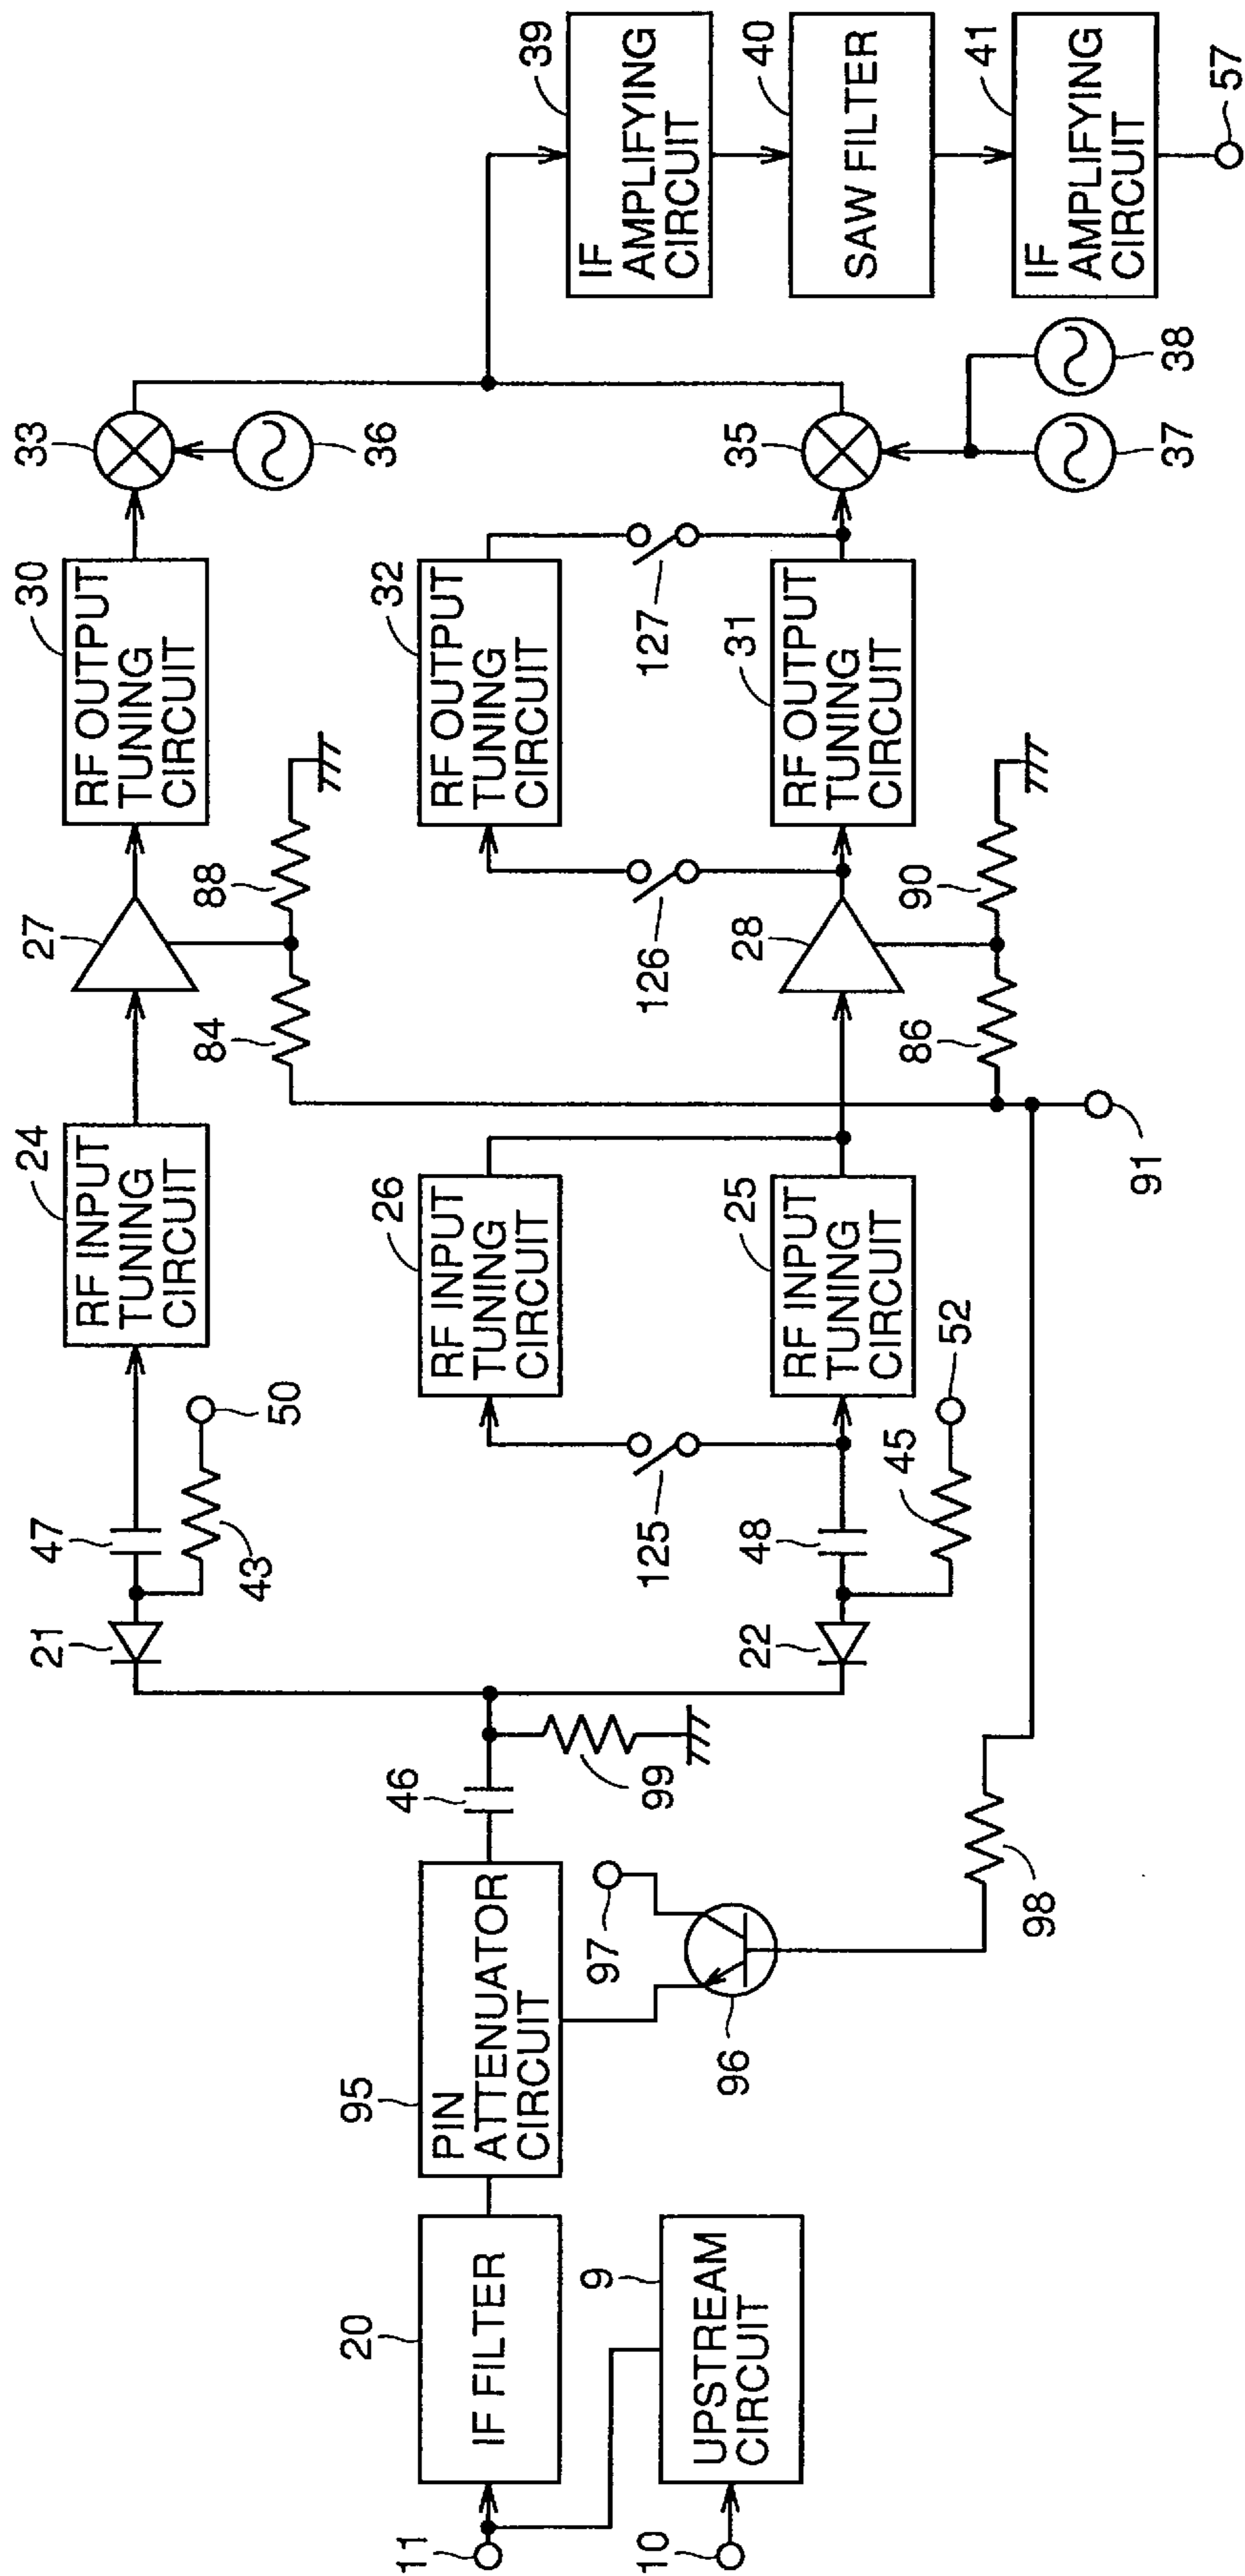 11
20
IF FILTER
10
9
UPSTREAM
CIRCUIT
95
PIN
ATTENUATOR
CIRCUIT
96
97
98
46
99
21
47
43
50
22
48
45
52
125
24
RF INPUT
TUNING
CIRCUIT
26
RF INPUT
TUNING
CIRCUIT
25
RF INPUT
TUNING
CIRCUIT
91
27
84
88
28
86
90
126
30
RF OUTPUT
TUNING
CIRCUIT
32
RF OUTPUT
TUNING
CIRCUIT
31
RF OUTPUT
TUNING
CIRCUIT
127
33
36
35
37
38
39
IF
AMPLIFYING
CIRCUIT
40
SAW FILTER
41
IF
AMPLIFYING
CIRCUIT
57